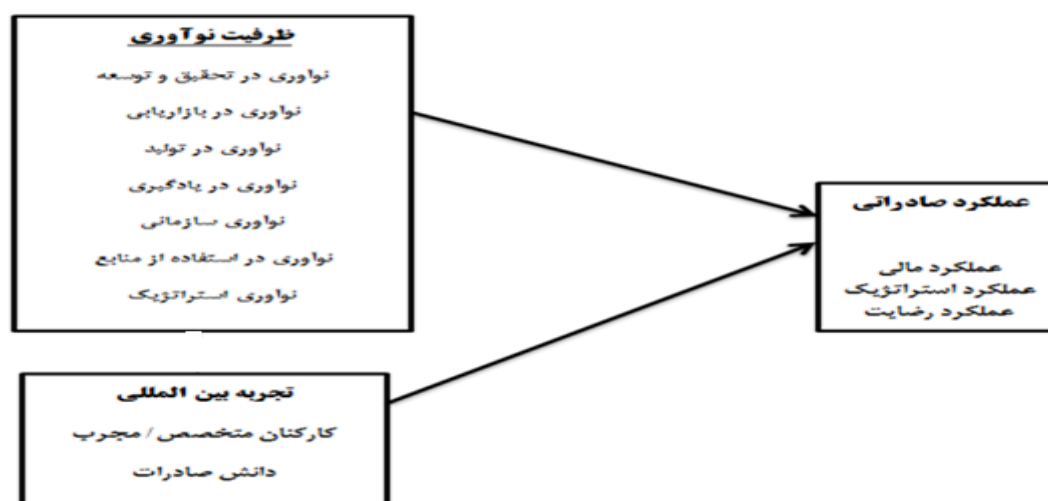 ظرفیت نوآوری
نوآوری در تحقیق و توسعه
نوآوری در بازاریابی
نوآوری در تولید
نوآوری در یادگیری
نوآوری سازمانی
نوآوری در استفاده از منابع
نوآوری استراتژیک
عملکرد صادراتی
عملکرد مالی
عملکرد استراتژیک
عملکرد رضایت
تجربه بین المللی
کارکنان متخصص / مجرب
دانش صادرات